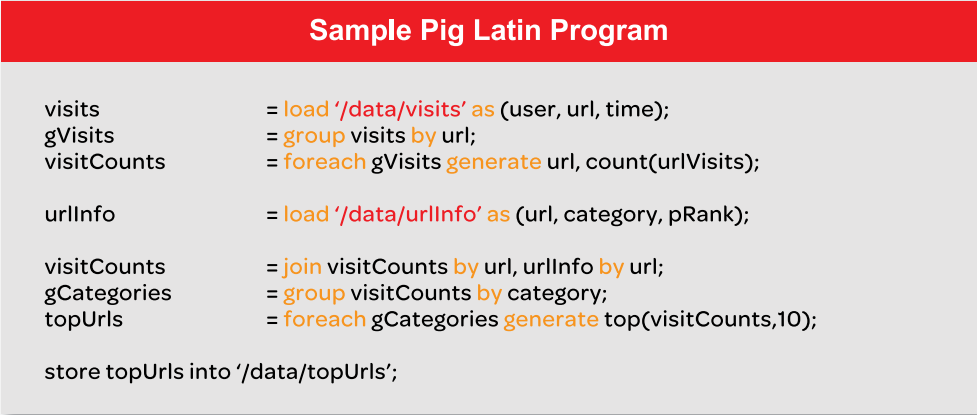 Sample Pig Latin Program
visits = load ‘/data/visits’ as (user, url, time);
gVisits = group visits by url;
visitCounts = foreach gVisits generate url, count(urlVisits);
urlInfo = load ‘/data/urlInfo’ as (url, category, pRank);
visitCounts = join visitCounts by url, urlInfo by url;
gCategories = group visitCounts by category;
topUrls = foreach gCategories generate top(visitCounts,10);
store topUrls into ‘/data/topUrls’;